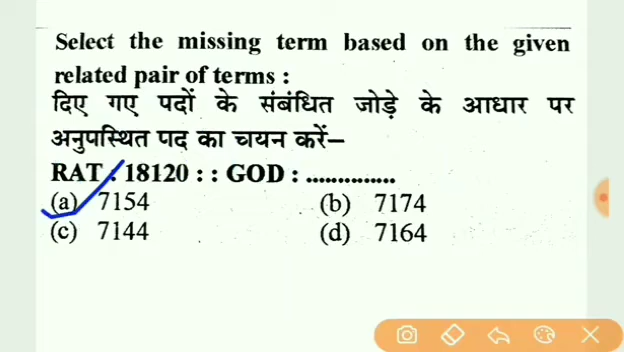 Select the missing term based on the given
related pair of terms :
दिए गए पदों के संबंधित जोड़े के आधार पर
अनुपस्थित पद का चायन करें–
RAT : 18120 : : GOD : ..............
(a) 7154 (b) 7174
(c) 7144 (d) 7164